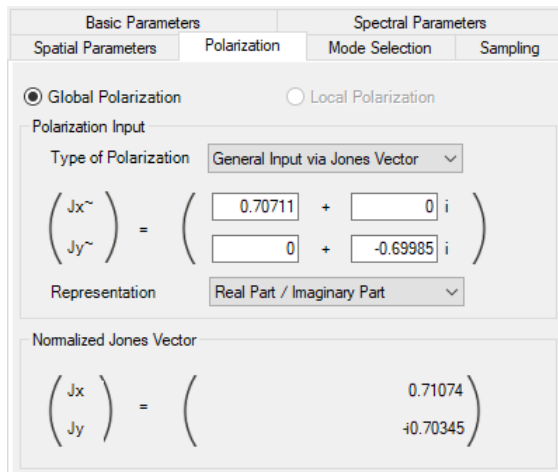 Basic Parameters Spectral Parameters
Spatial Parameters Polarization Mode Selection Sampling
Global Polarization Local Polarization
Polarization Input
Type of Polarization General Input via Jones Vector
Jx~ = 0.70711 + 0 i
Jy~ 0 + -0.69985 i
Representation Real Part / Imaginary Part
Normalized Jones Vector
Jx = 0.71074
Jy -i0.70345